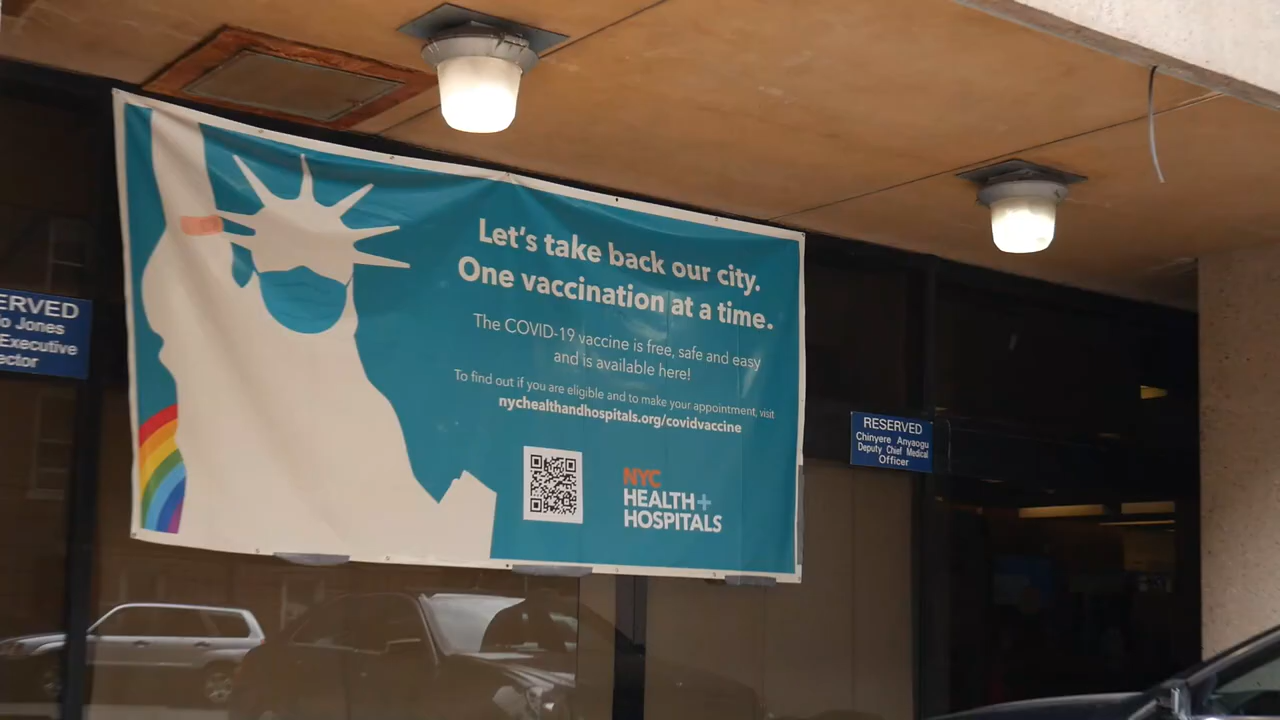 ERVED
Jones
Executive
ector
Let's take back our city.
One vaccination at a time.
The COVID-19 vaccine is free, safe and easy
and is available here!
To find out if you are eligible and to make your appointment, visit
nychealthandhospitals.org/covidvaccine
NYC
HEALTH+
HOSPITALS
RESERVED
Chinyere Anyaogu
Deputy Chief Medical
Officer